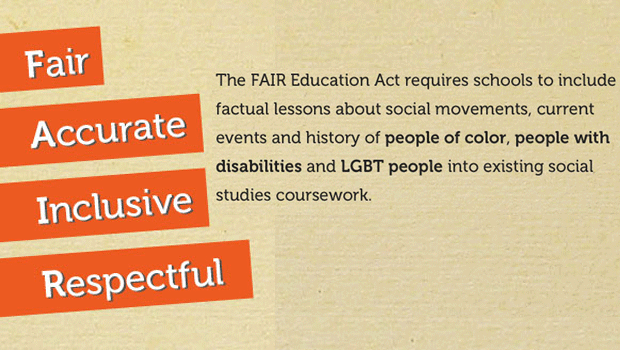 Fair
Accurate
Inclusive
Respectful
The FAIR Education Act requires schools to include
factual lessons about social movements, current
events and history of people of color, people with
disabilities and LGBT people into existing social
studies coursework.